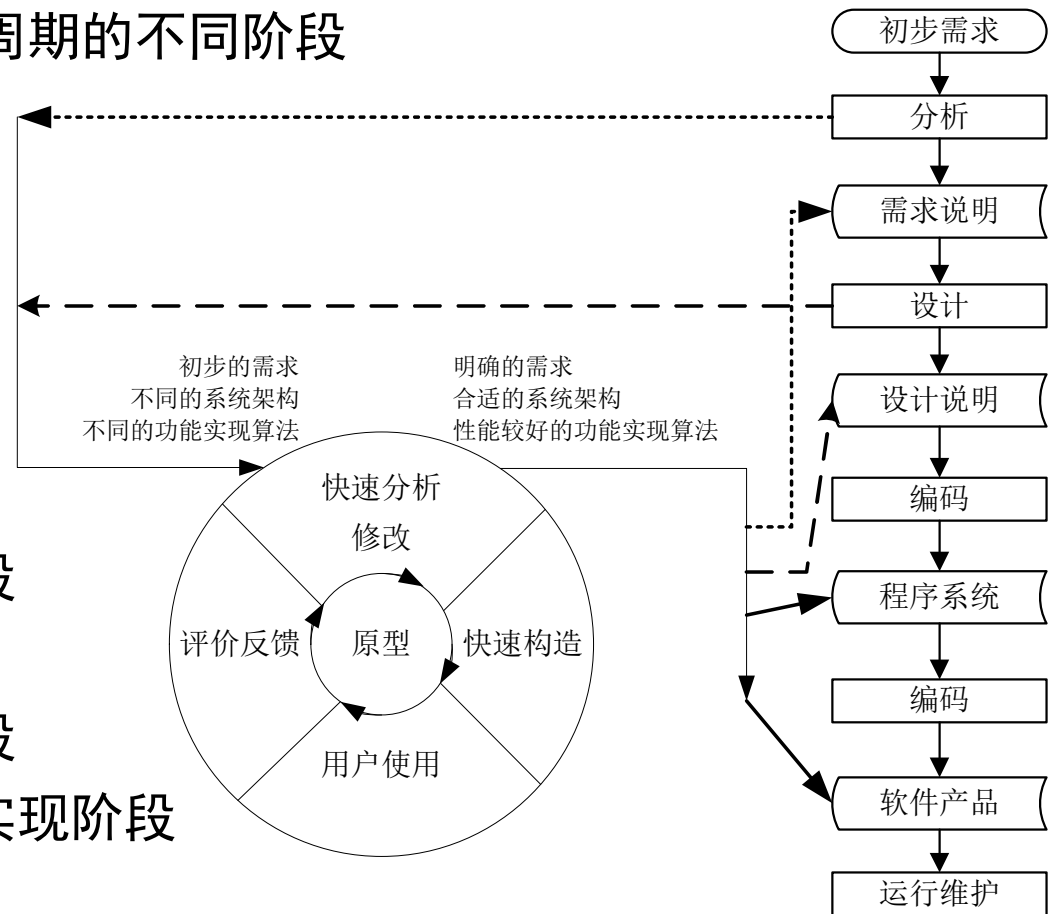 周期的不同阶段
初步需求
分析
需求说明
设计
初步的需求
不同的系统架构
不同的功能实现算法
明确的需求
合适的系统架构
性能较好的功能实现算法
设计说明
快速分析
修改
编码
段
评价反馈
原型
快速构造
程序系统
编码
段
用户使用
实现阶段
软件产品
运行维护